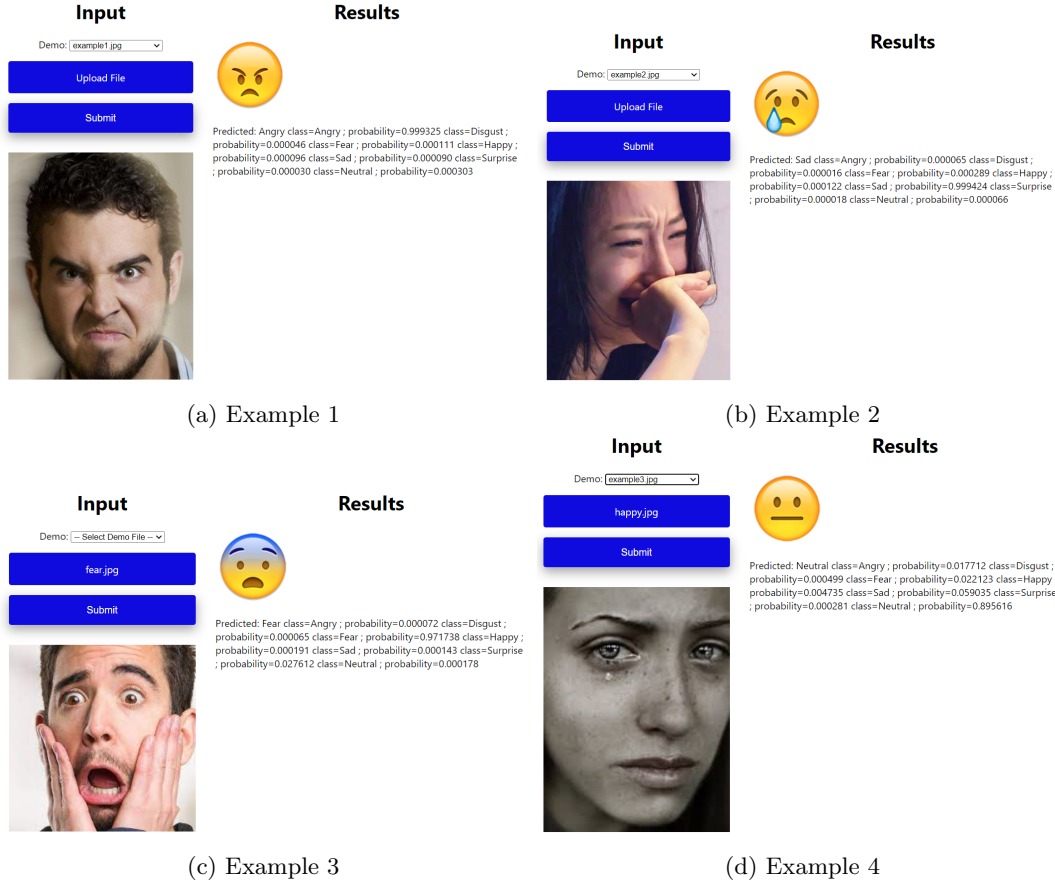 Input
Results
Demo: example1.jpg
Upload File
Submit
Predicted: Angry class=Angry ; probability=0.999325 class=Disgust ;
probability=0.000046 class=Fear ; probability=0.000111 class=Happy ;
probability=0.000096 class=Sad ; probability=0.000090 class=Surprise
; probability=0.000030 class=Neutral ; probability=0.000303
(a) Example 1
Input
Results
Demo: example2.jpg
Upload File
Submit
Predicted: Sad class=Angry ; probability=0.000065 class=Disgust ;
probability=0.000016 class=Fear ; probability=0.000289 class=Happy ;
probability=0.000122 class=Sad ; probability=0.999424 class=Surprise
; probability=0.000018 class=Neutral ; probability=0.000066
(b) Example 2
Input
Results
Demo: -- Select Demo File --
fear.jpg
Submit
Predicted: Fear class=Angry ; probability=0.000072 class=Disgust ;
probability=0.000065 class=Fear ; probability=0.971738 class=Happy ;
probability=0.000191 class=Sad ; probability=0.000143 class=Surprise
; probability=0.027612 class=Neutral ; probability=0.000178
(c) Example 3
Input
Results
Demo: example3.jpg
happy.jpg
Submit
Predicted: Neutral class=Angry ; probability=0.017712 class=Disgust ;
probability=0.000499 class=Fear ; probability=0.022123 class=Happy
; probability=0.004735 class=Sad ; probability=0.059035 class=Surprise
; probability=0.000281 class=Neutral ; probability=0.895616
(d) Example 4